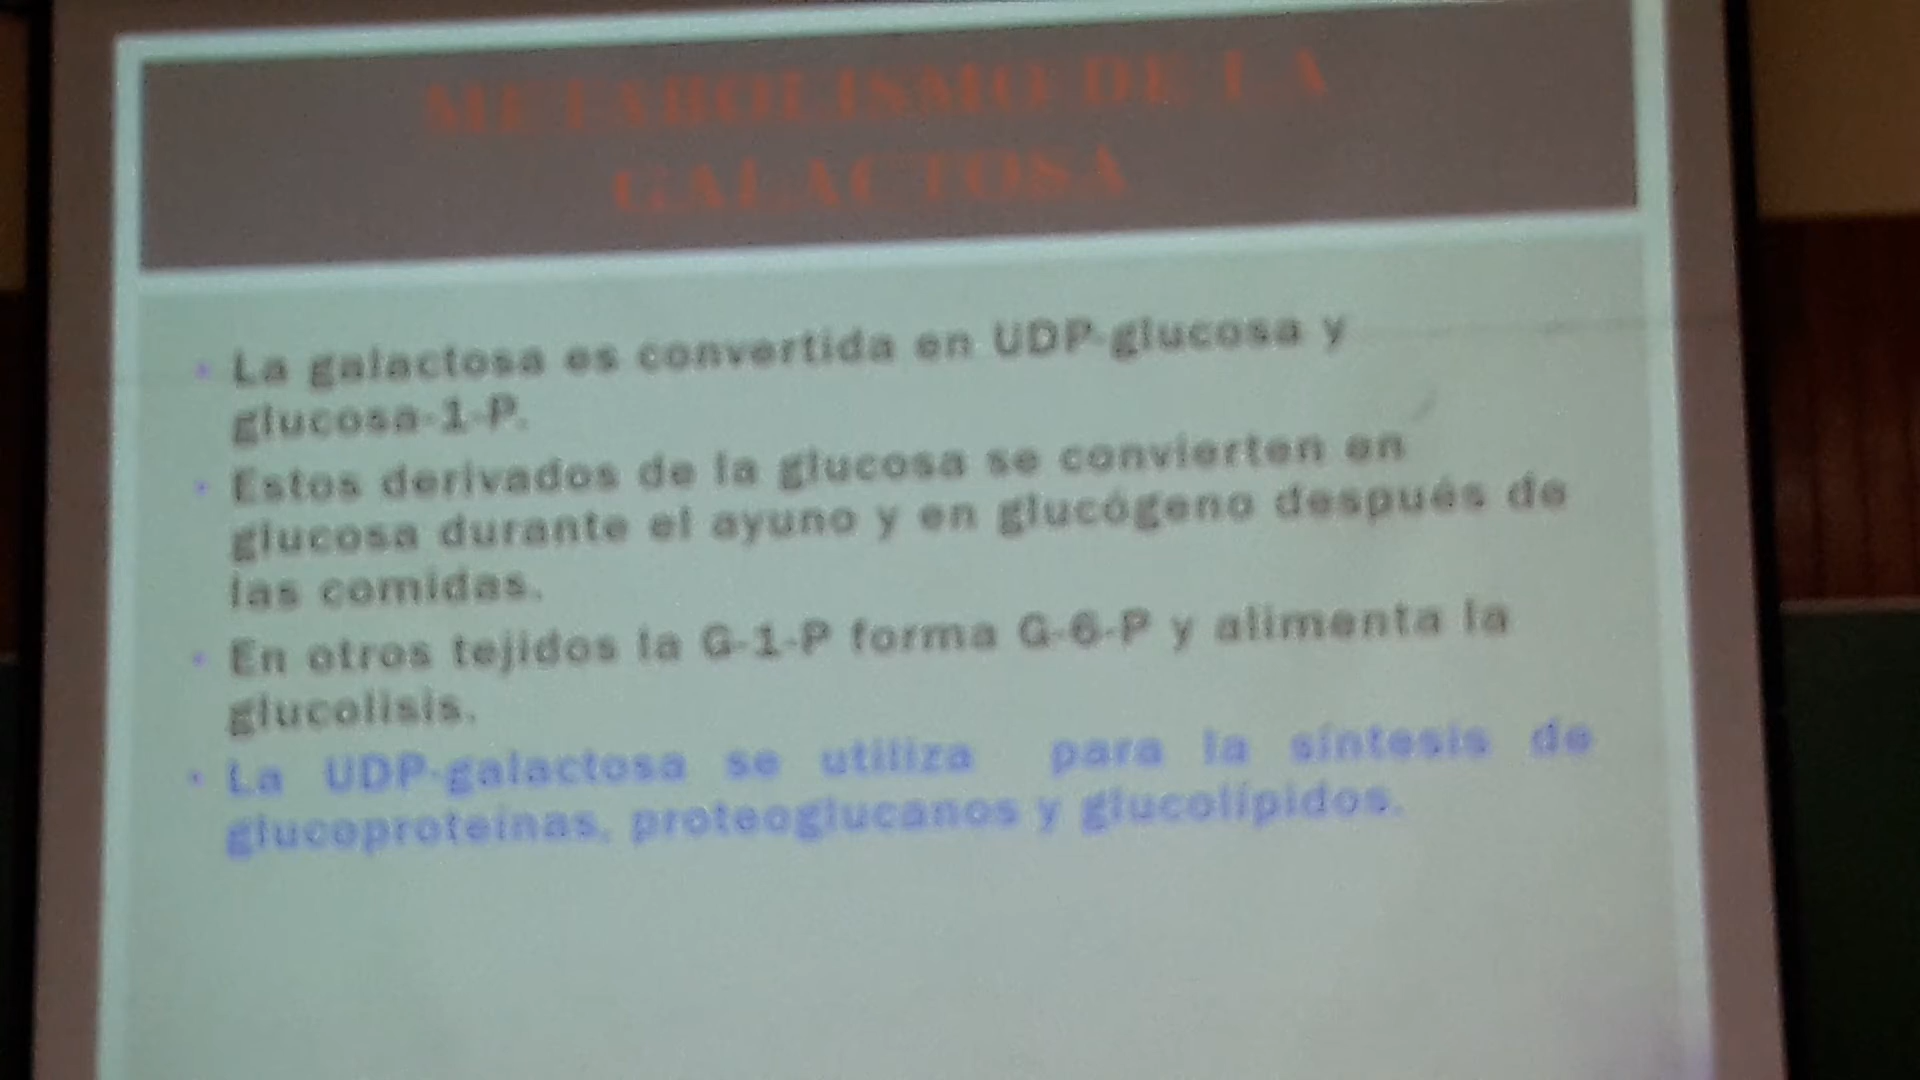 METABOLISMO DE LA
GALACTOSA
• La galactosa es convertida en UDP-glucosa y
glucosa-1-P.
• Estos derivados de la glucosa se convierten en
glucosa durante el ayuno y en glucógeno después de
las comidas.
• En otros tejidos la G-1-P forma G-6-P y alimenta la
glucolisis.
• La UDP-galactosa se utiliza para la síntesis de
glucoproteínas, proteoglucanos y glucolípidos.